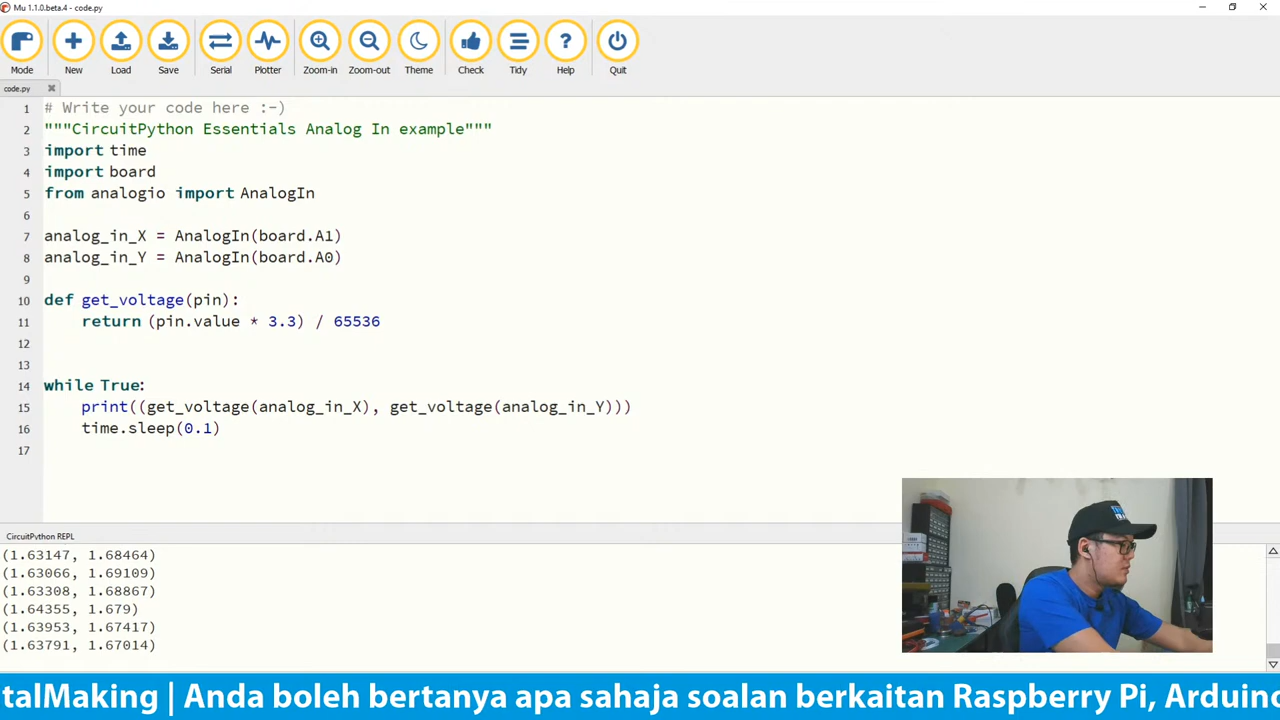 Mu 1.1.0.beta.4 - code.py
Mode New Load Save Serial Plotter Zoom-in Zoom-out Theme Check Tidy Help Quit
code.py
1 # Write your code here :-)
2 """CircuitPython Essentials Analog In example"""
3 import time
4 import board
5 from analogio import AnalogIn
6
7 analog_in_X = AnalogIn(board.A1)
8 analog_in_Y = AnalogIn(board.A0)
9
10 def get_voltage(pin):
11 return (pin.value * 3.3) / 65536
12
13
14 while True:
15 print((get_voltage(analog_in_X), get_voltage(analog_in_Y)))
16 time.sleep(0.1)
17
CircuitPython REPL
(1.63147, 1.68464)
(1.63066, 1.69109)
(1.63308, 1.68867)
(1.64355, 1.679)
(1.63953, 1.67417)
(1.63791, 1.67014)
talMaking | Anda boleh bertanya apa sahaja soalan berkaitan Raspberry Pi, Arduino